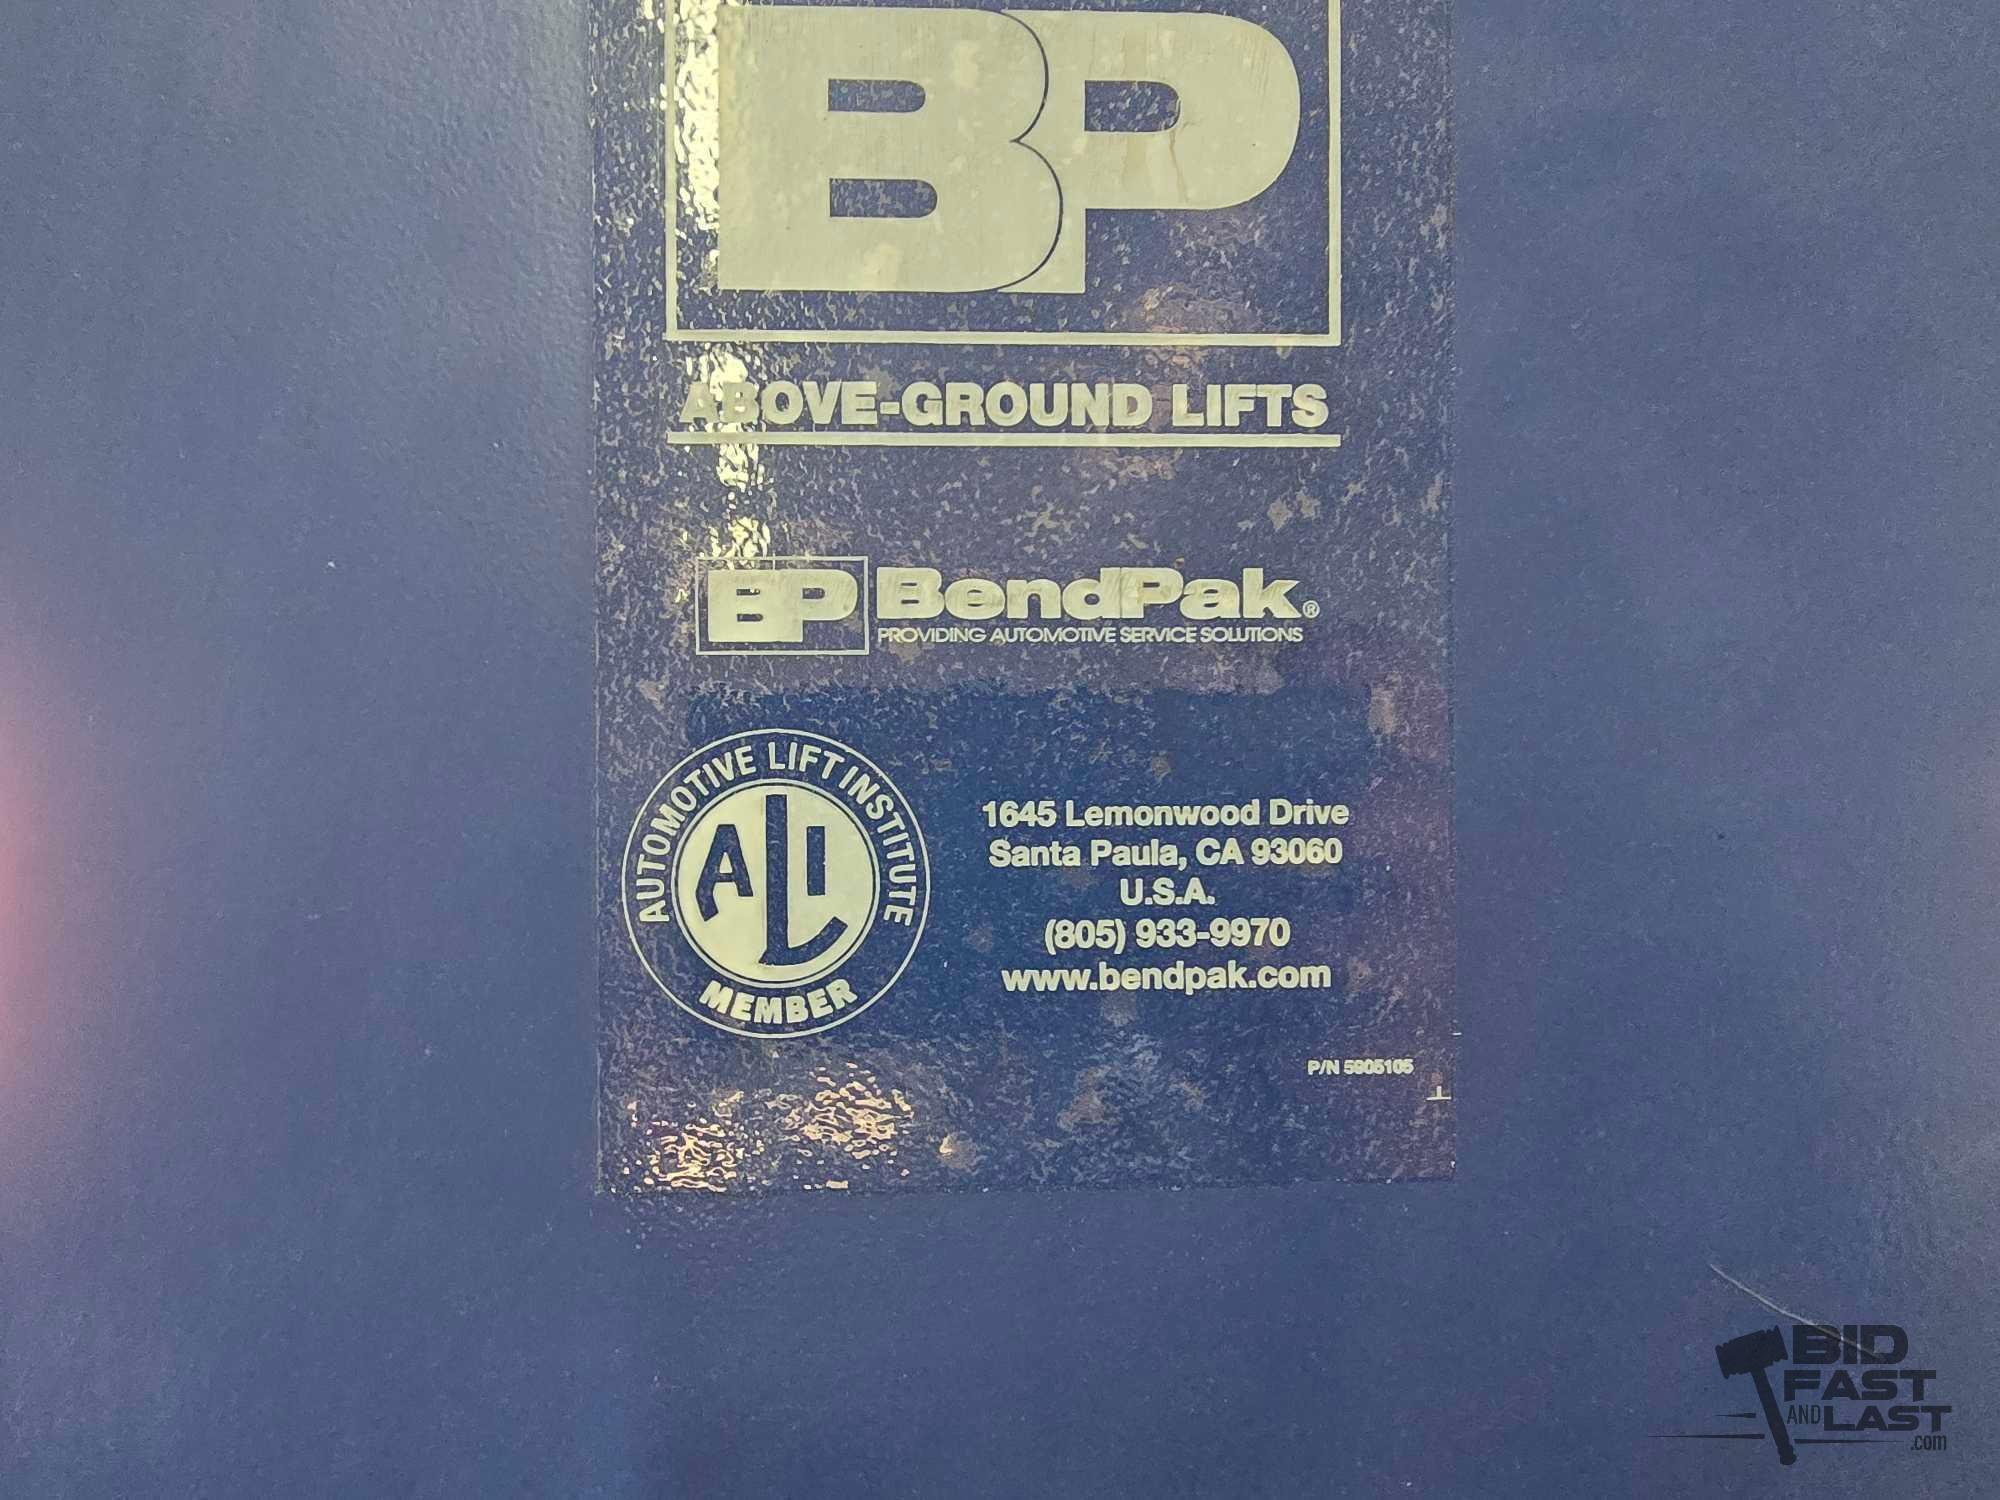 BP
ABOVE-GROUND LIFTS
BP BendPak®
PROVIDING AUTOMOTIVE SERVICE SOLUTIONS
AUTOMOTIVE LIFT INSTITUTE
ALI
MEMBER
1645 Lemonwood Drive
Santa Paula, CA 93060
U.S.A.
(805) 933-9970
www.bendpak.com
P/N 5905105
BID
FAST
AND LAST
.com